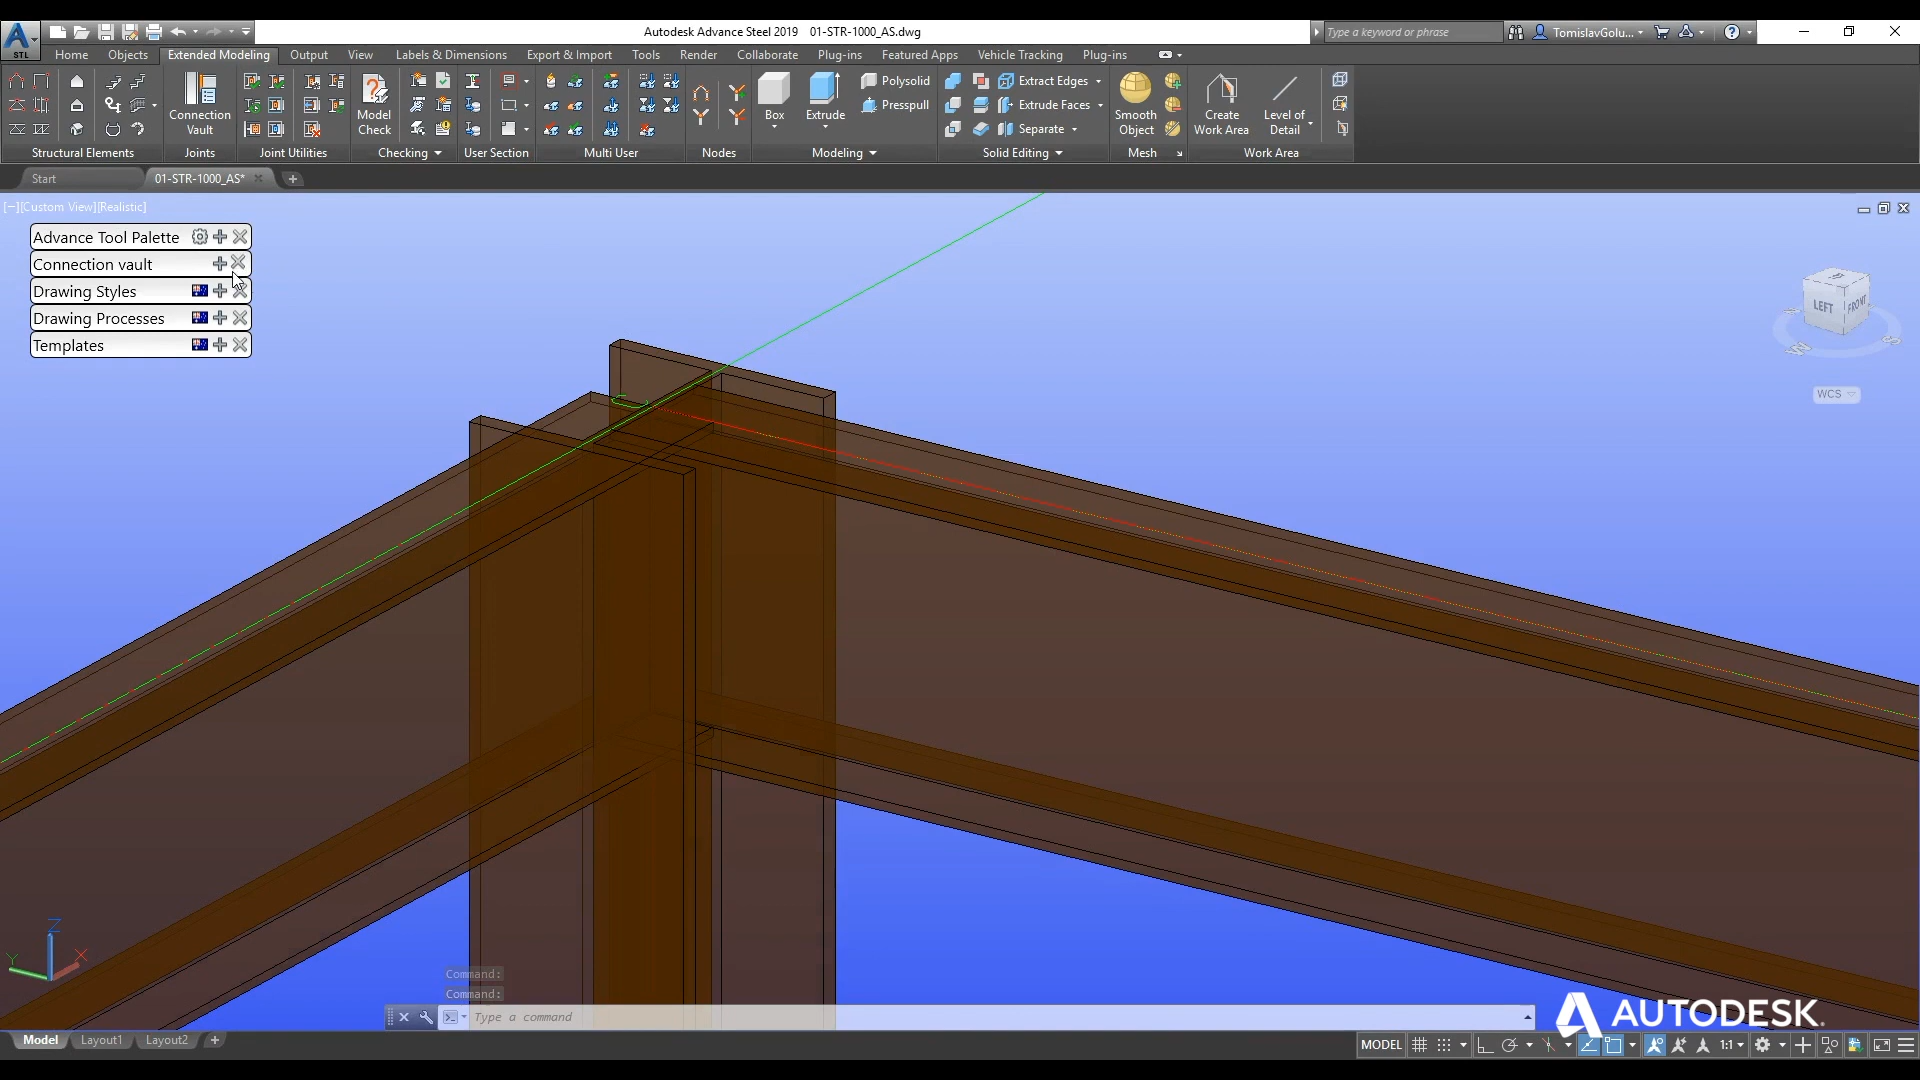 Autodesk Advance Steel 2019 01-STR-1000_AS.dwg
Type a keyword or phrase
TomislavGolu...
STL
Home Objects Extended Modeling Output View Labels & Dimensions Export & Import Tools Render Collaborate Plug-ins Featured Apps Vehicle Tracking Plug-ins
Connection
Vault
Model
Check
Box
Extrude
Polysolid
Presspull
Extract Edges
Extrude Faces
Separate
Smooth
Object
Create
Work Area
Level of
Detail
Structural Elements Joints Joint Utilities Checking User Section Multi User Nodes Modeling Solid Editing Mesh Work Area
Start 01-STR-1000_AS*
[−][Custom View][Realistic]
Advance Tool Palette
Connection vault
Drawing Styles
Drawing Processes
Templates
LEFT FRONT
W S
WCS
Z
Y X
Command:
Command:
Type a command
AUTODESK.
Model Layout1 Layout2
MODEL 1:1